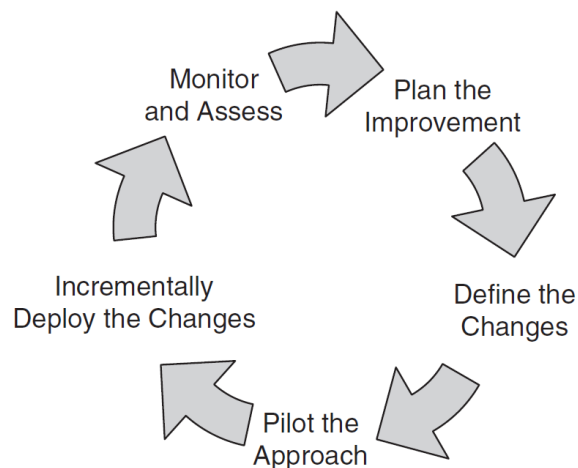 Monitor
and Assess
Plan the
Improvement
Define the
Changes
Pilot the
Approach
Incrementally
Deploy the Changes